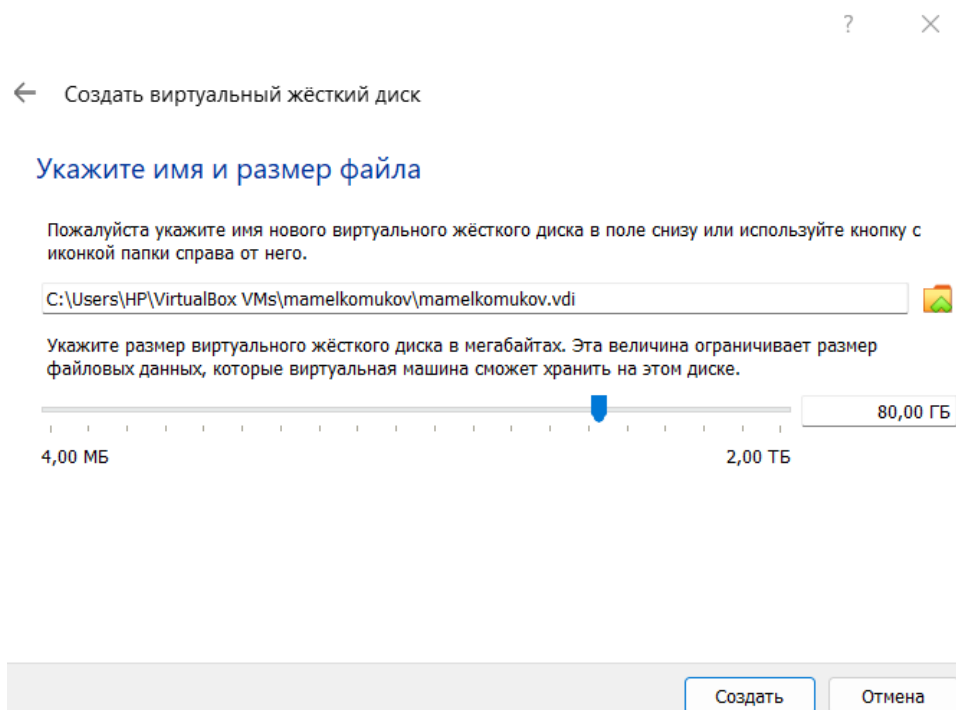 ?
Создать виртуальный жёсткий диск
Укажите имя и размер файла
Пожалуйста укажите имя нового виртуального жёсткого диска в поле снизу или используйте кнопку с
иконкой папки справа от него.
C:\Users\HP\VirtualBox VMs\mamelkomukov\mamelkomukov.vdi
Укажите размер виртуального жёсткого диска в мегабайтах. Эта величина ограничивает размер
файловых данных, которые виртуальная машина сможет хранить на этом диске.
80,00 ГБ
4,00 МБ 2,00 ТБ
Создать Отмена